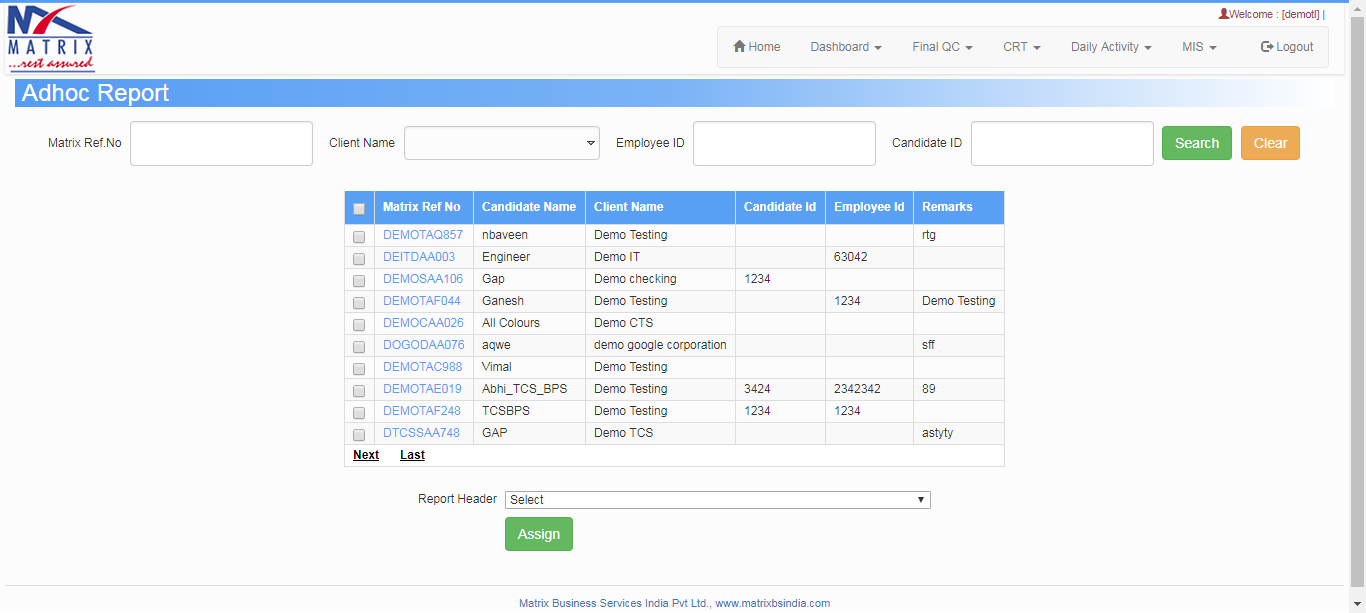 MATRIX
...rest assured
Welcome : [demotl] |
Home Dashboard Final QC CRT Daily Activity MIS Logout
Adhoc Report
Matrix Ref.No Client Name Employee ID Candidate ID Search Clear
Matrix Ref No Candidate Name Client Name Candidate Id Employee Id Remarks
DEMOTAQ857 nbaveen Demo Testing rtg
DEITDAA003 Engineer Demo IT 63042
DEMOSAA106 Gap Demo checking 1234
DEMOTAF044 Ganesh Demo Testing 1234 Demo Testing
DEMOCAA026 All Colours Demo CTS
DOGODAA076 aqwe demo google corporation sff
DEMOTAC988 Vimal Demo Testing
DEMOTAE019 Abhi_TCS_BPS Demo Testing 3424 2342342 89
DEMOTAF248 TCSBPS Demo Testing 1234 1234
DTCSSAA748 GAP Demo TCS astyty
Next Last
Report Header Select
Assign
Matrix Business Services India Pvt Ltd., www.matrixbsindia.com